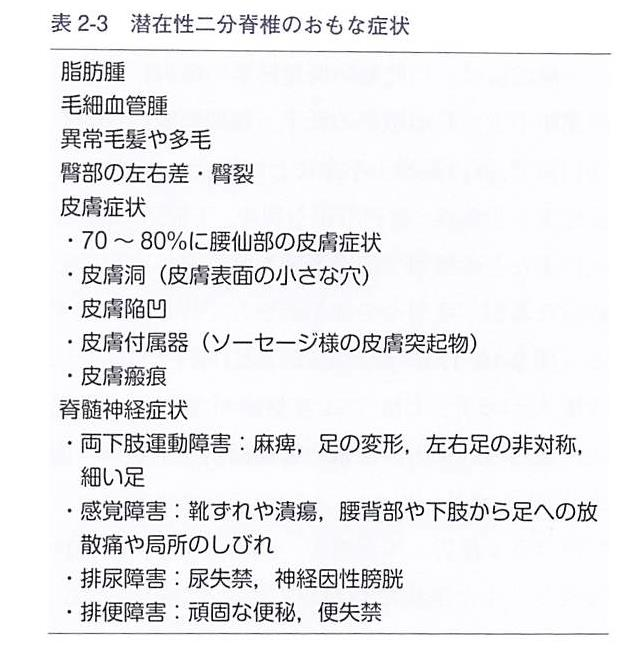 表 2-3 潜在性二分脊椎のおもな症状
脂肪腫
毛細血管腫
異常毛髪や多毛
臀部の左右差・臀裂
皮膚症状
・70 〜 80%に腰仙部の皮膚症状
・皮膚洞（皮膚表面の小さな穴）
・皮膚陥凹
・皮膚付属器（ソーセージ様の皮膚突起物）
・皮膚瘢痕
脊髄神経症状
・両下肢運動障害：麻痺，足の変形，左右足の非対称，
細い足
・感覚障害：靴ずれや潰瘍，腰背部や下肢から足への放
散痛や局所のしびれ
・排尿障害：尿失禁，神経因性膀胱
・排便障害：頑固な便秘，便失禁